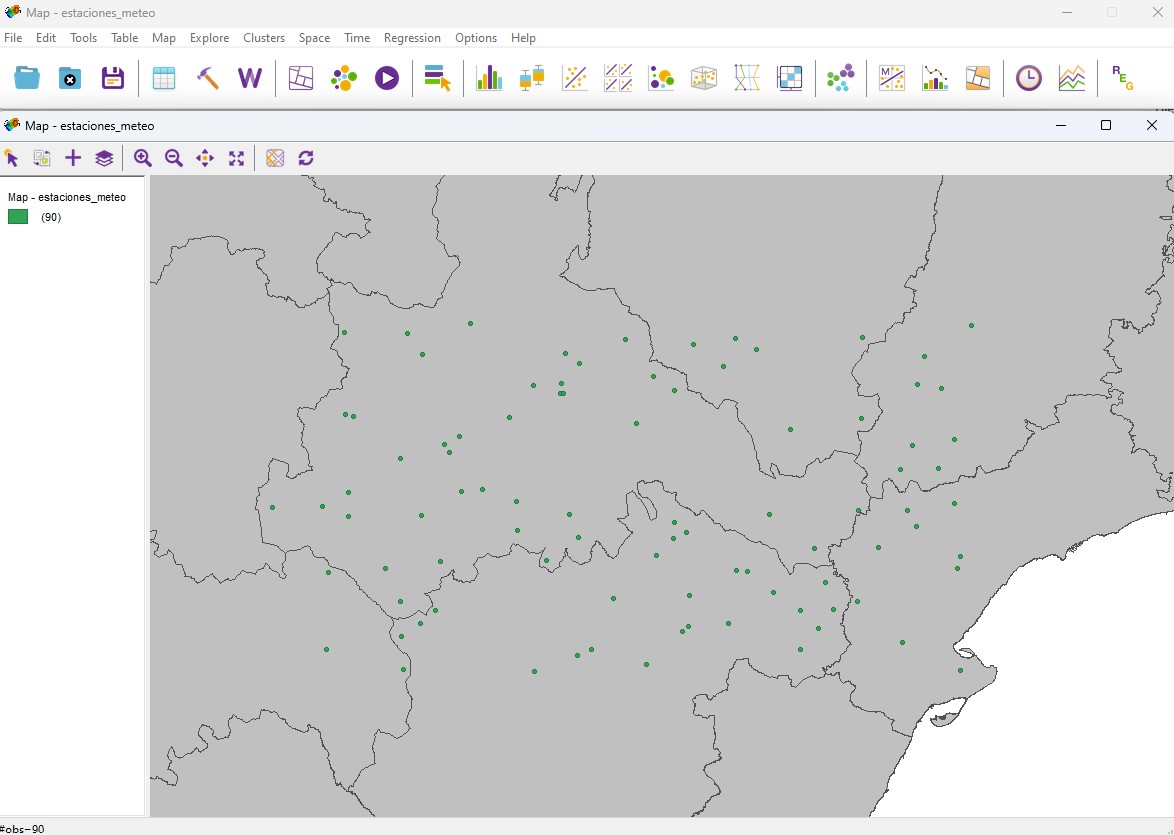 Map - estaciones_meteo
File Edit Tools Table Map Explore Clusters Space Time Regression Options Help
W M R E G
Map - estaciones_meteo
Map - estaciones_meteo
(90)
#obs=90